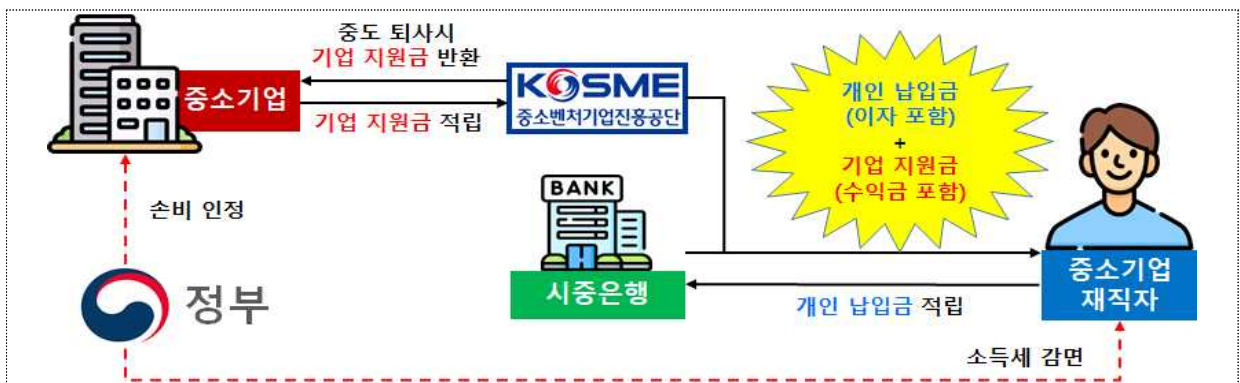 중도 퇴사시
기업 지원금 반환
중소기업
기업 지원금 적립
KOSME
중소벤처기업진흥공단
개인 납입금
(이자 포함)
+
기업 지원금
(수익금 포함)
손비 인정
BANK
시중은행
중소기업
재직자
개인 납입금 적립
정부
소득세 감면